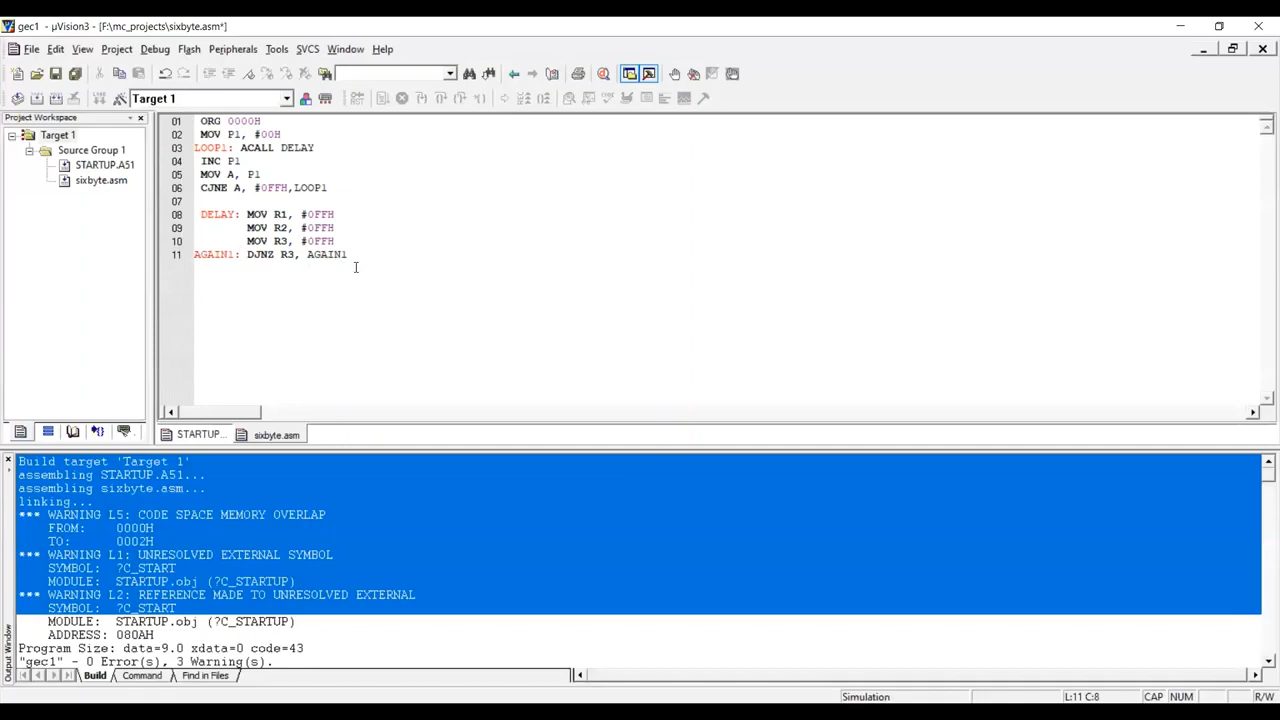 gec1 - µVision3 - [F:\mc_projects\sixbyte.asm*]
File Edit View Project Debug Flash Peripherals Tools SVCS Window Help
Target 1
Project Workspace
Target 1
Source Group 1
STARTUP.A51
sixbyte.asm
01 ORG 0000H
02 MOV P1, #00H
03 LOOP1: ACALL DELAY
04 INC P1
05 MOV A, P1
06 CJNE A, #0FFH,LOOP1
07
08 DELAY: MOV R1, #0FFH
09 MOV R2, #0FFH
10 MOV R3, #0FFH
11 AGAIN1: DJNZ R3, AGAIN1
STARTUP... sixbyte.asm
Build target 'Target 1'
assembling STARTUP.A51...
assembling sixbyte.asm...
linking...
*** WARNING L5: CODE SPACE MEMORY OVERLAP
FROM: 0000H
TO: 0002H
*** WARNING L1: UNRESOLVED EXTERNAL SYMBOL
SYMBOL: ?C_START
MODULE: STARTUP.obj (?C_STARTUP)
*** WARNING L2: REFERENCE MADE TO UNRESOLVED EXTERNAL
SYMBOL: ?C_START
MODULE: STARTUP.obj (?C_STARTUP)
ADDRESS: 080AH
Program Size: data=9.0 xdata=0 code=43
"gec1" - 0 Error(s), 3 Warning(s).
Output Window
Build Command Find in Files
Simulation L:11 C:8 CAP NUM R/W